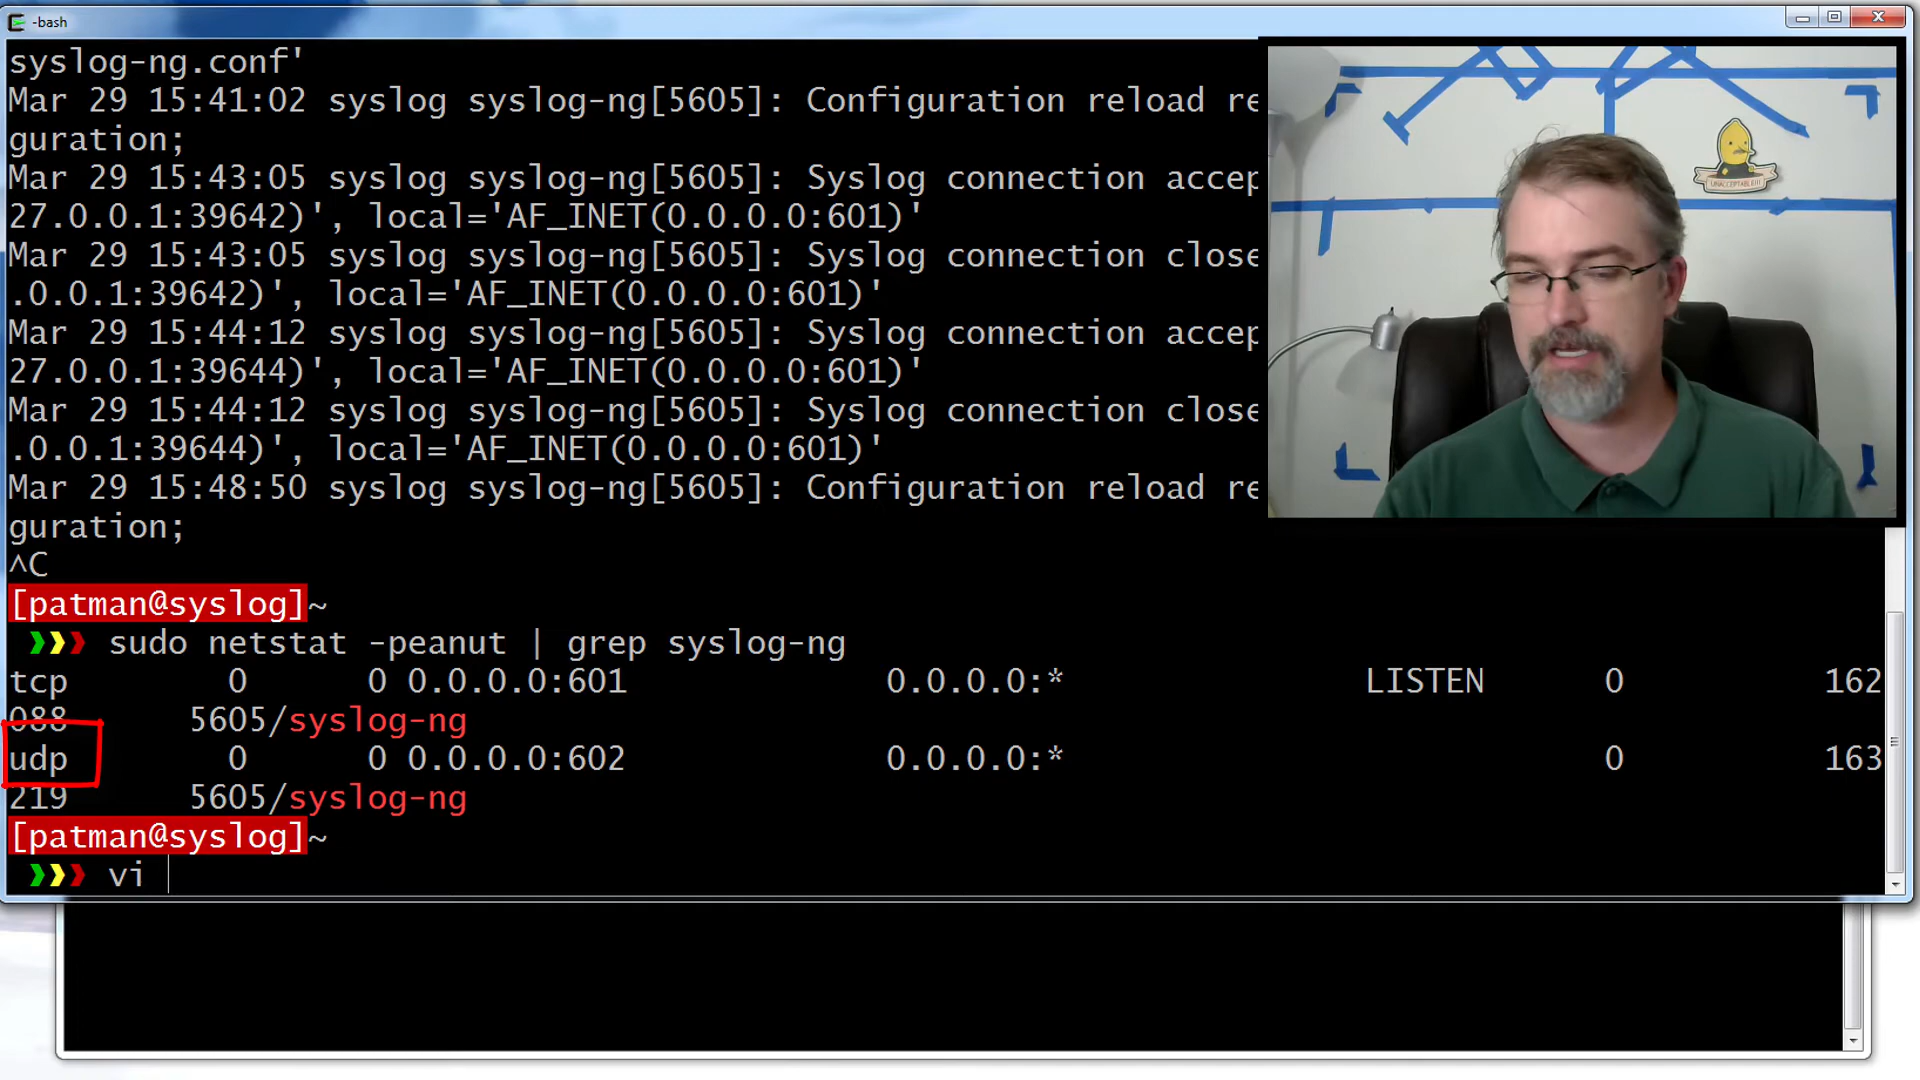 -bash
syslog-ng.conf'
Mar 29 15:41:02 syslog syslog-ng[5605]: Configuration reload re
guration;
Mar 29 15:43:05 syslog syslog-ng[5605]: Syslog connection accep
27.0.0.1:39642)', local='AF_INET(0.0.0.0:601)'
Mar 29 15:43:05 syslog syslog-ng[5605]: Syslog connection close
.0.0.1:39642)', local='AF_INET(0.0.0.0:601)'
Mar 29 15:44:12 syslog syslog-ng[5605]: Syslog connection accep
27.0.0.1:39644)', local='AF_INET(0.0.0.0:601)'
Mar 29 15:44:12 syslog syslog-ng[5605]: Syslog connection close
.0.0.1:39644)', local='AF_INET(0.0.0.0:601)'
Mar 29 15:48:50 syslog syslog-ng[5605]: Configuration reload re
guration;
^C
[patman@syslog]~
❯❯❯ sudo netstat -peanut | grep syslog-ng
tcp 0 0 0.0.0.0:601 0.0.0.0:* LISTEN 0 162
088 5605/syslog-ng
udp 0 0 0.0.0.0:602 0.0.0.0:* 0 163
219 5605/syslog-ng
[patman@syslog]~
❯❯❯ vi
UNACCEPTABLE!!!